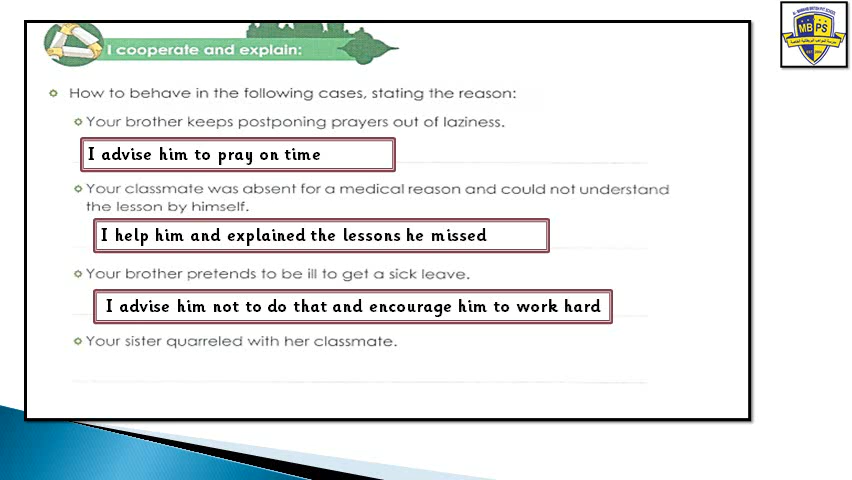 MBPS
I cooperate and explain:
How to behave in the following cases, stating the reason:
Your brother keeps postponing prayers out of laziness.
I advise him to pray on time
Your classmate was absent for a medical reason and could not understand
the lesson by himself.
I help him and explained the lessons he missed
Your brother pretends to be ill to get a sick leave.
I advise him not to do that and encourage him to work hard
Your sister quarreled with her classmate.